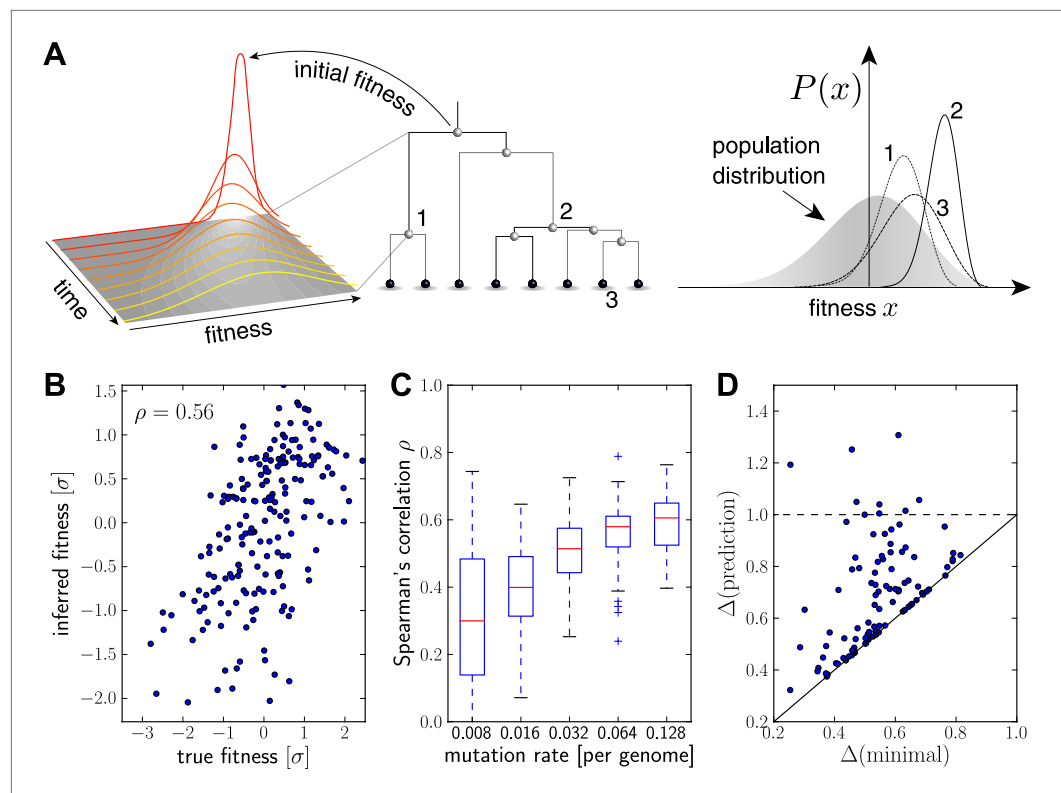 A
initial fitness
time
fitness
1
2
3
P(x)
population
distribution
1
2
3
fitness x
B
ρ = 0.56
inferred fitness [σ]
1.5
1.0
0.5
0.0
−0.5
−1.0
−1.5
−2.0
−3 −2 −1 0 1 2
true fitness [σ]
C
Spearman's correlation ρ
1.0
0.8
0.6
0.4
0.2
0.0
0.008 0.016 0.032 0.064 0.128
mutation rate [per genome]
D
Δ(prediction)
1.4
1.2
1.0
0.8
0.6
0.4
0.2
0.2 0.4 0.6 0.8 1.0
Δ(minimal)